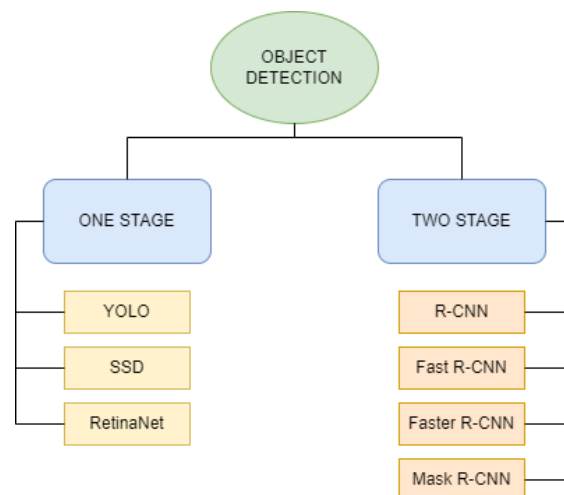 OBJECT
DETECTION
ONE STAGE
TWO STAGE
YOLO
R-CNN
SSD
Fast R-CNN
RetinaNet
Faster R-CNN
Mask R-CNN